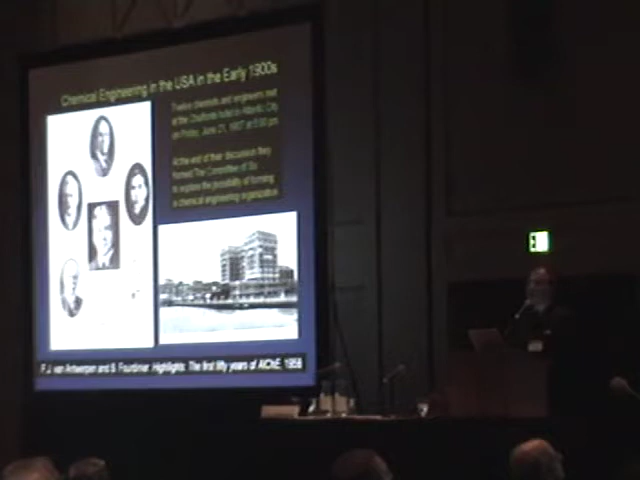 Chemical Engineering in the USA in the Early 1900s
Twelve chemists and engineers met
at the Chalfonte hotel in Atlantic City
on Friday, June 21, 1907 at 5:00 pm
At the end of their discussion they
formed The Committee of Six
to explore the possibility of forming
a chemical engineering organization
F.J. van Antwerpen and S. Fourdrinier, Highlights: The first fifty years of AIChE, 1958